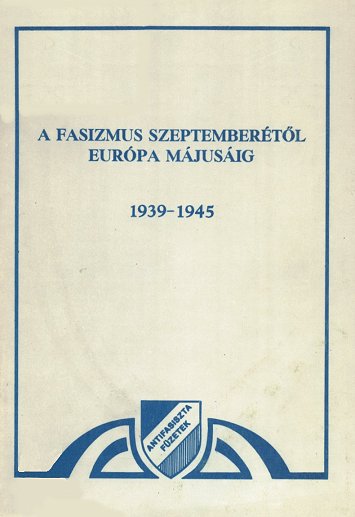 A FASIZMUS SZEPTEMBERÉTŐL
EURÓPA MÁJUSÁIG
1939-1945
ANTIFASISZTA
FÜZETEK